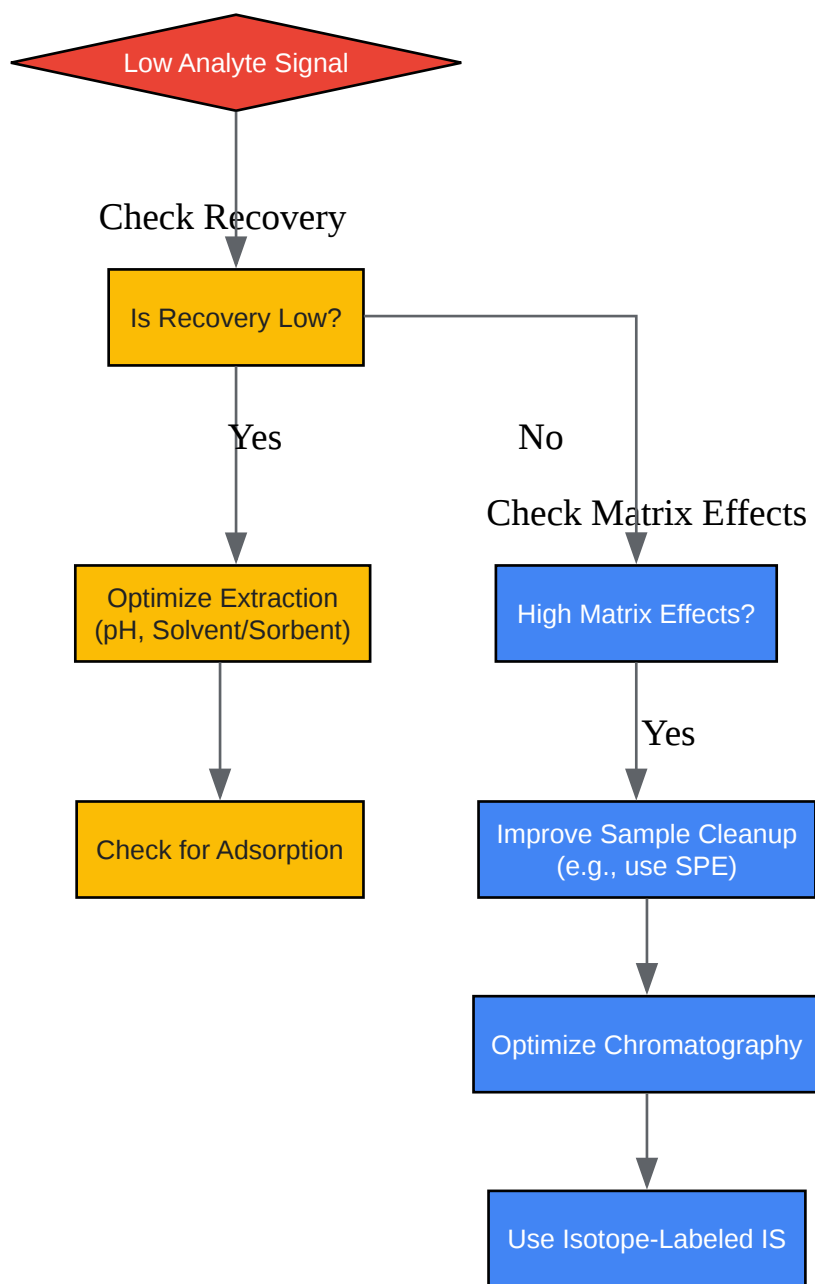 Low Analyte Signal
Check Recovery
Is Recovery Low?
Yes
No
Check Matrix Effects
Optimize Extraction
(pH, Solvent/Sorbent)
High Matrix Effects?
Yes
Check for Adsorption
Improve Sample Cleanup
(e.g., use SPE)
Optimize Chromatography
Use Isotope-Labeled IS